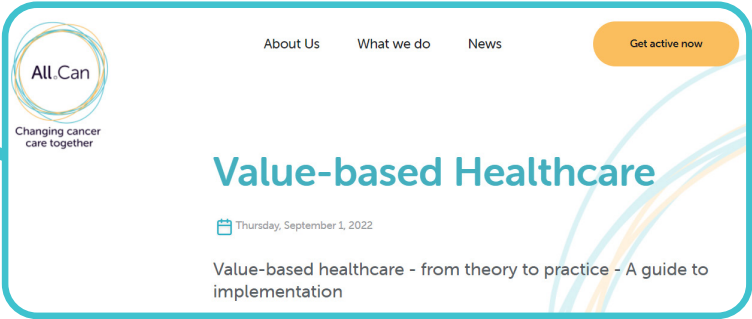 All.Can
Changing cancer
care together
About Us
What we do
News
Get active now
Value-based Healthcare
Thursday, September 1, 2022
Value-based healthcare - from theory to practice - A guide to
implementation